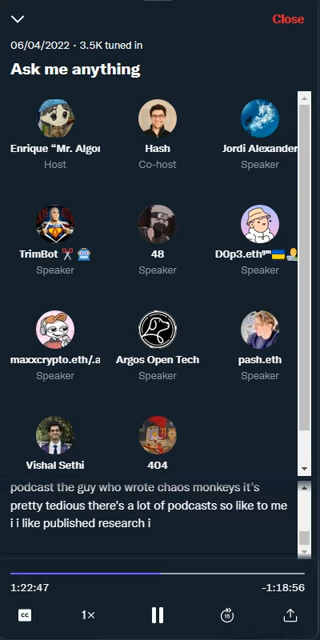 Close
06/04/2022 · 3.5K tuned in
Ask me anything
Enrique "Mr. Algor
Host
Hash
Co-host
Jordi Alexander
Speaker
TrimBot
Speaker
48
Speaker
D0p3.eth
Speaker
maxxcrypto.eth/.a
Speaker
Argos Open Tech
Speaker
pash.eth
Speaker
Vishal Sethi
404
podcast the guy who wrote chaos monkeys it's
pretty tedious there's a lot of podcasts so like to me
i i like published research i
1:22:47
-1:18:56
CC
1×
15